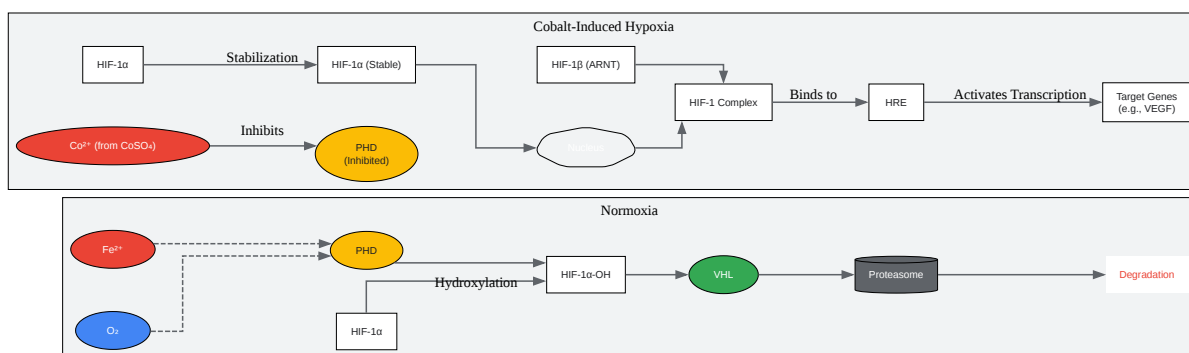 Cobalt-Induced Hypoxia
HIF-1α
Stabilization
HIF-1α (Stable)
HIF-1β (ARNT)
HIF-1 Complex
Binds to
HRE
Activates Transcription
Target Genes
(e.g., VEGF)
Co²⁺ (from CoSO₄)
Inhibits
PHD
(Inhibited)
Nucleus
Normoxia
Fe²⁺
PHD
Hydroxylation
HIF-1α-OH
VHL
Proteasome
Degradation
O₂
HIF-1α